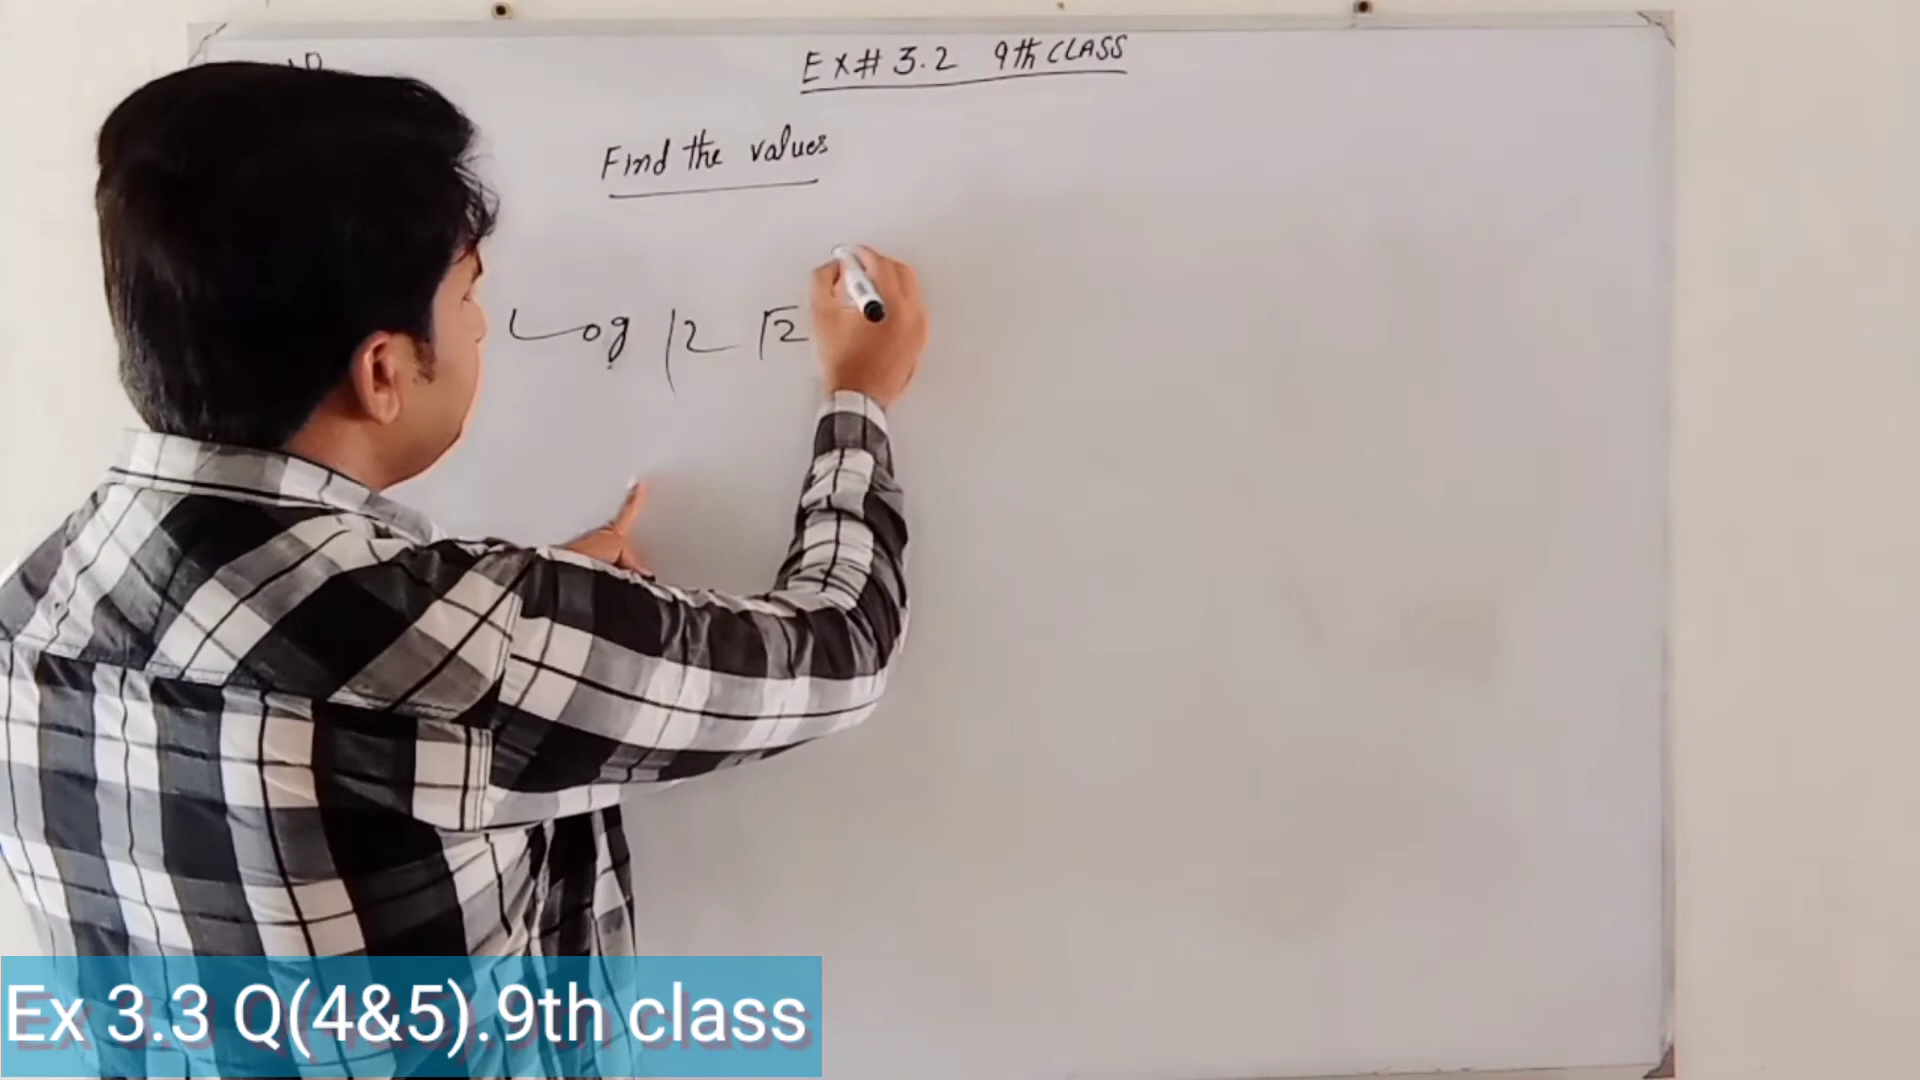 EX# 3.2 9th CLASS
Find the values
Log 12 √2
Ex 3.3 Q(4&5).9th class